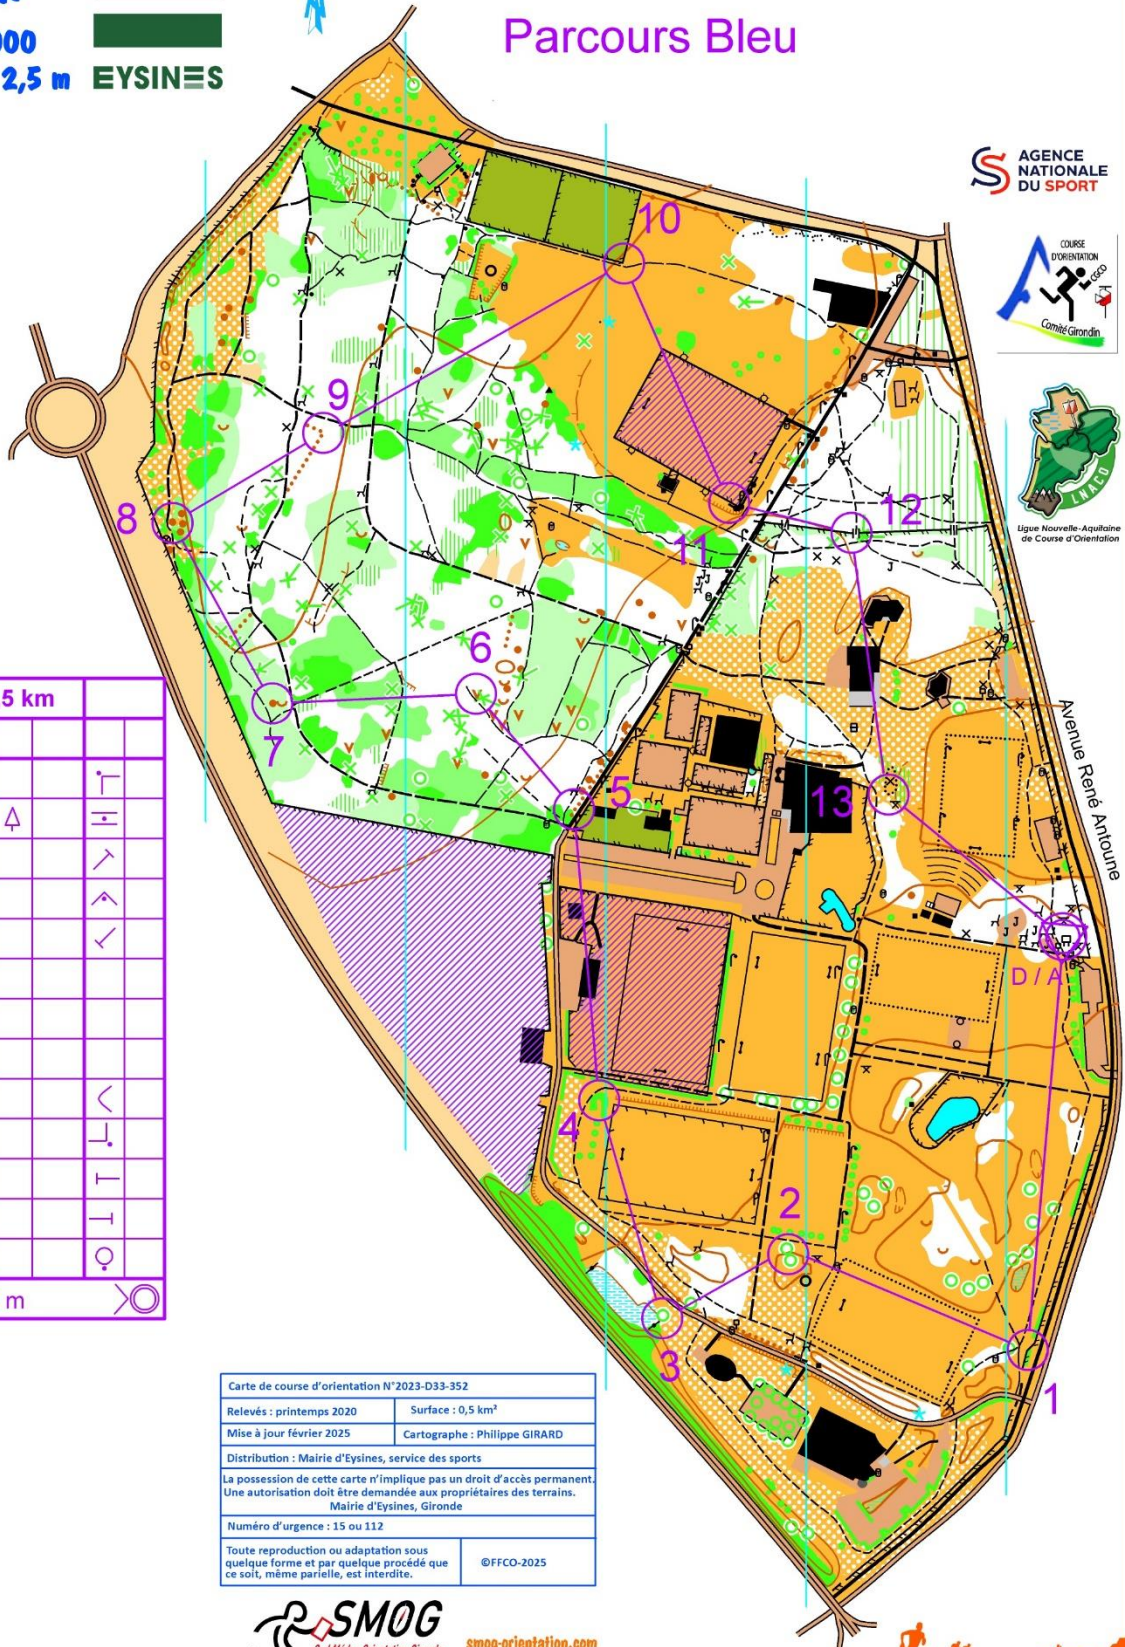 Parcours Bleu
000
2,5 m
EYSINES
AGENCE
NATIONALE
DU SPORT
COURSE
D'ORIENTATION
CGCO
Comité Girondin
LNACO
Ligue Nouvelle-Aquitaine
de Course d'Orientation
10
9
8
12
11
6
7
5
13
Avenue René Antoune
D / A
4
2
3
1
5 km
m
Carte de course d'orientation N°2023-D33-352
Relevés : printemps 2020
Surface : 0,5 km²
Mise à jour février 2025
Cartographe : Philippe GIRARD
Distribution : Mairie d'Eysines, service des sports
La possession de cette carte n'implique pas un droit d'accès permanent.
Une autorisation doit être demandée aux propriétaires des terrains.
Mairie d'Eysines, Gironde
Numéro d'urgence : 15 ou 112
Toute reproduction ou adaptation sous
quelque forme et par quelque procédé que
ce soit, même parielle, est interdite.
©FFCO-2025
SMOG
smog-orientation.com